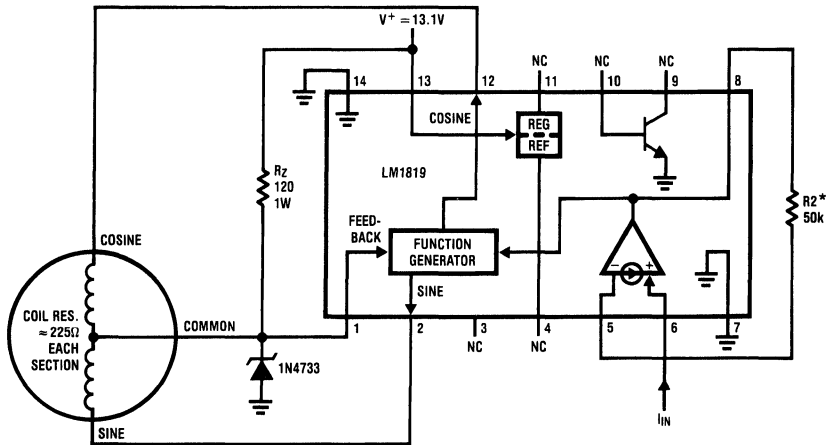 V+ = 13.1V
NC
NC
NC
14
13
12
11
10
9
8
COSINE
REG
REF
LM1819
RZ
120
1W
R2*
50k
FEED-
BACK
FUNCTION
GENERATOR
COSINE
SINE
- +
COIL RES.
≈ 225Ω
EACH
SECTION
COMMON
1
2
3
4
5
6
7
NC
NC
1N4733
IIN
SINE